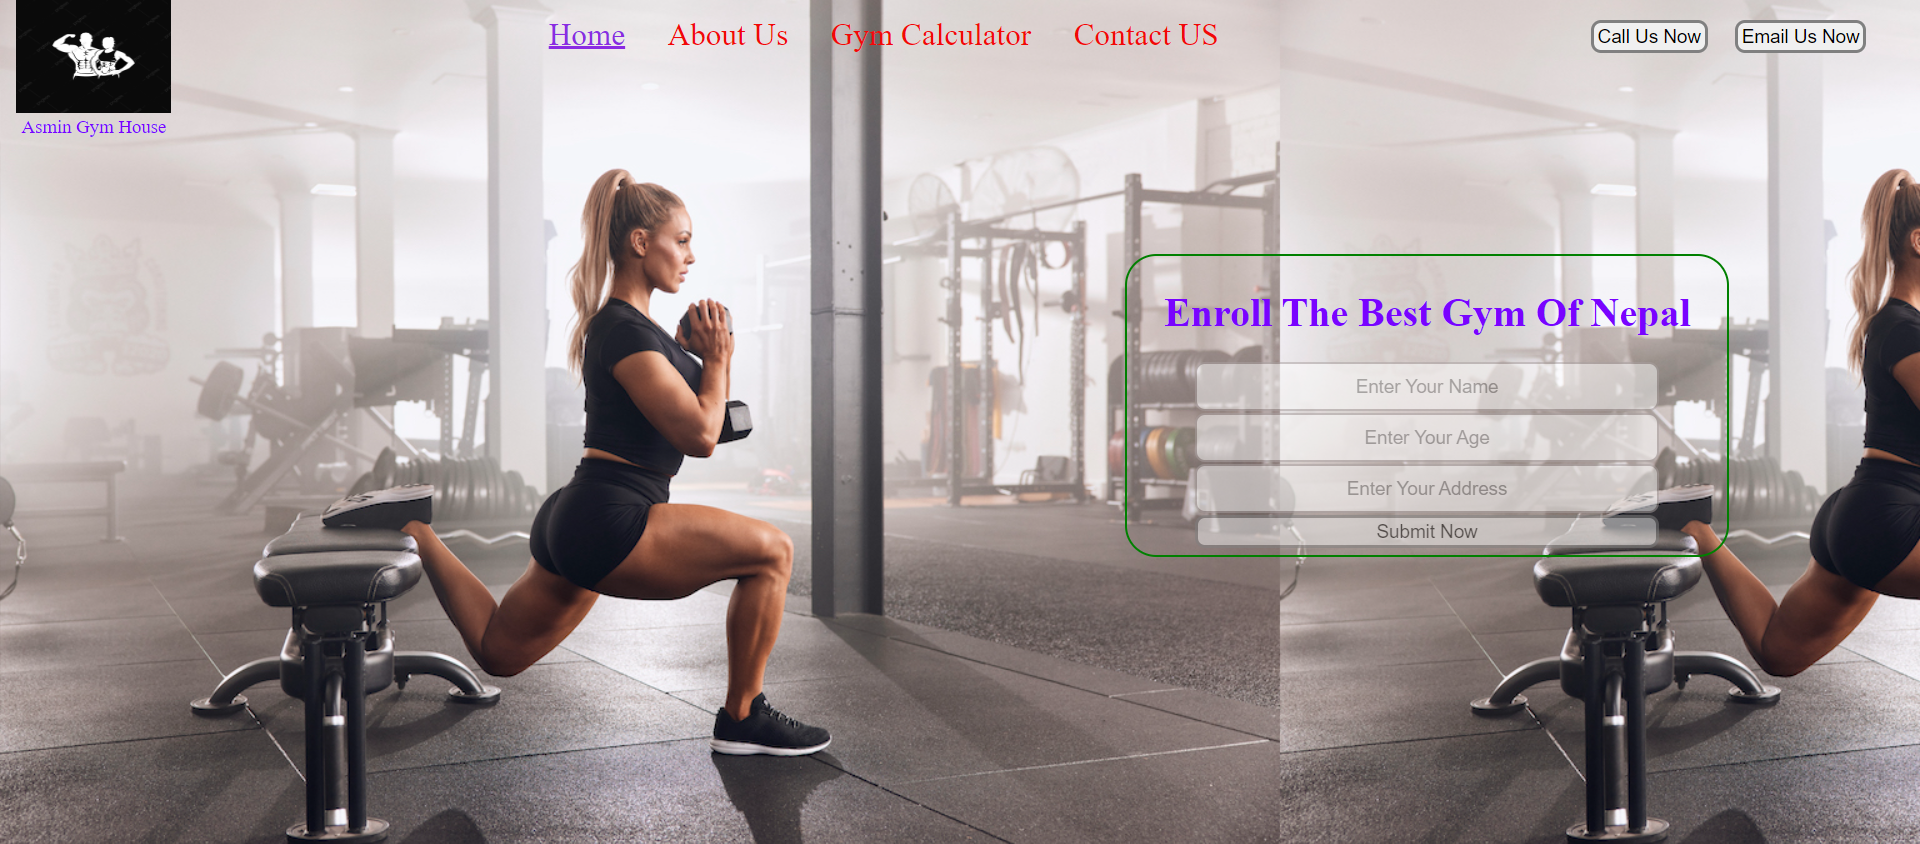 Home About Us Gym Calculator Contact US
Call Us Now Email Us Now
Asmin Gym House
Enroll The Best Gym Of Nepal
Enter Your Name
Enter Your Age
Enter Your Address
Submit Now